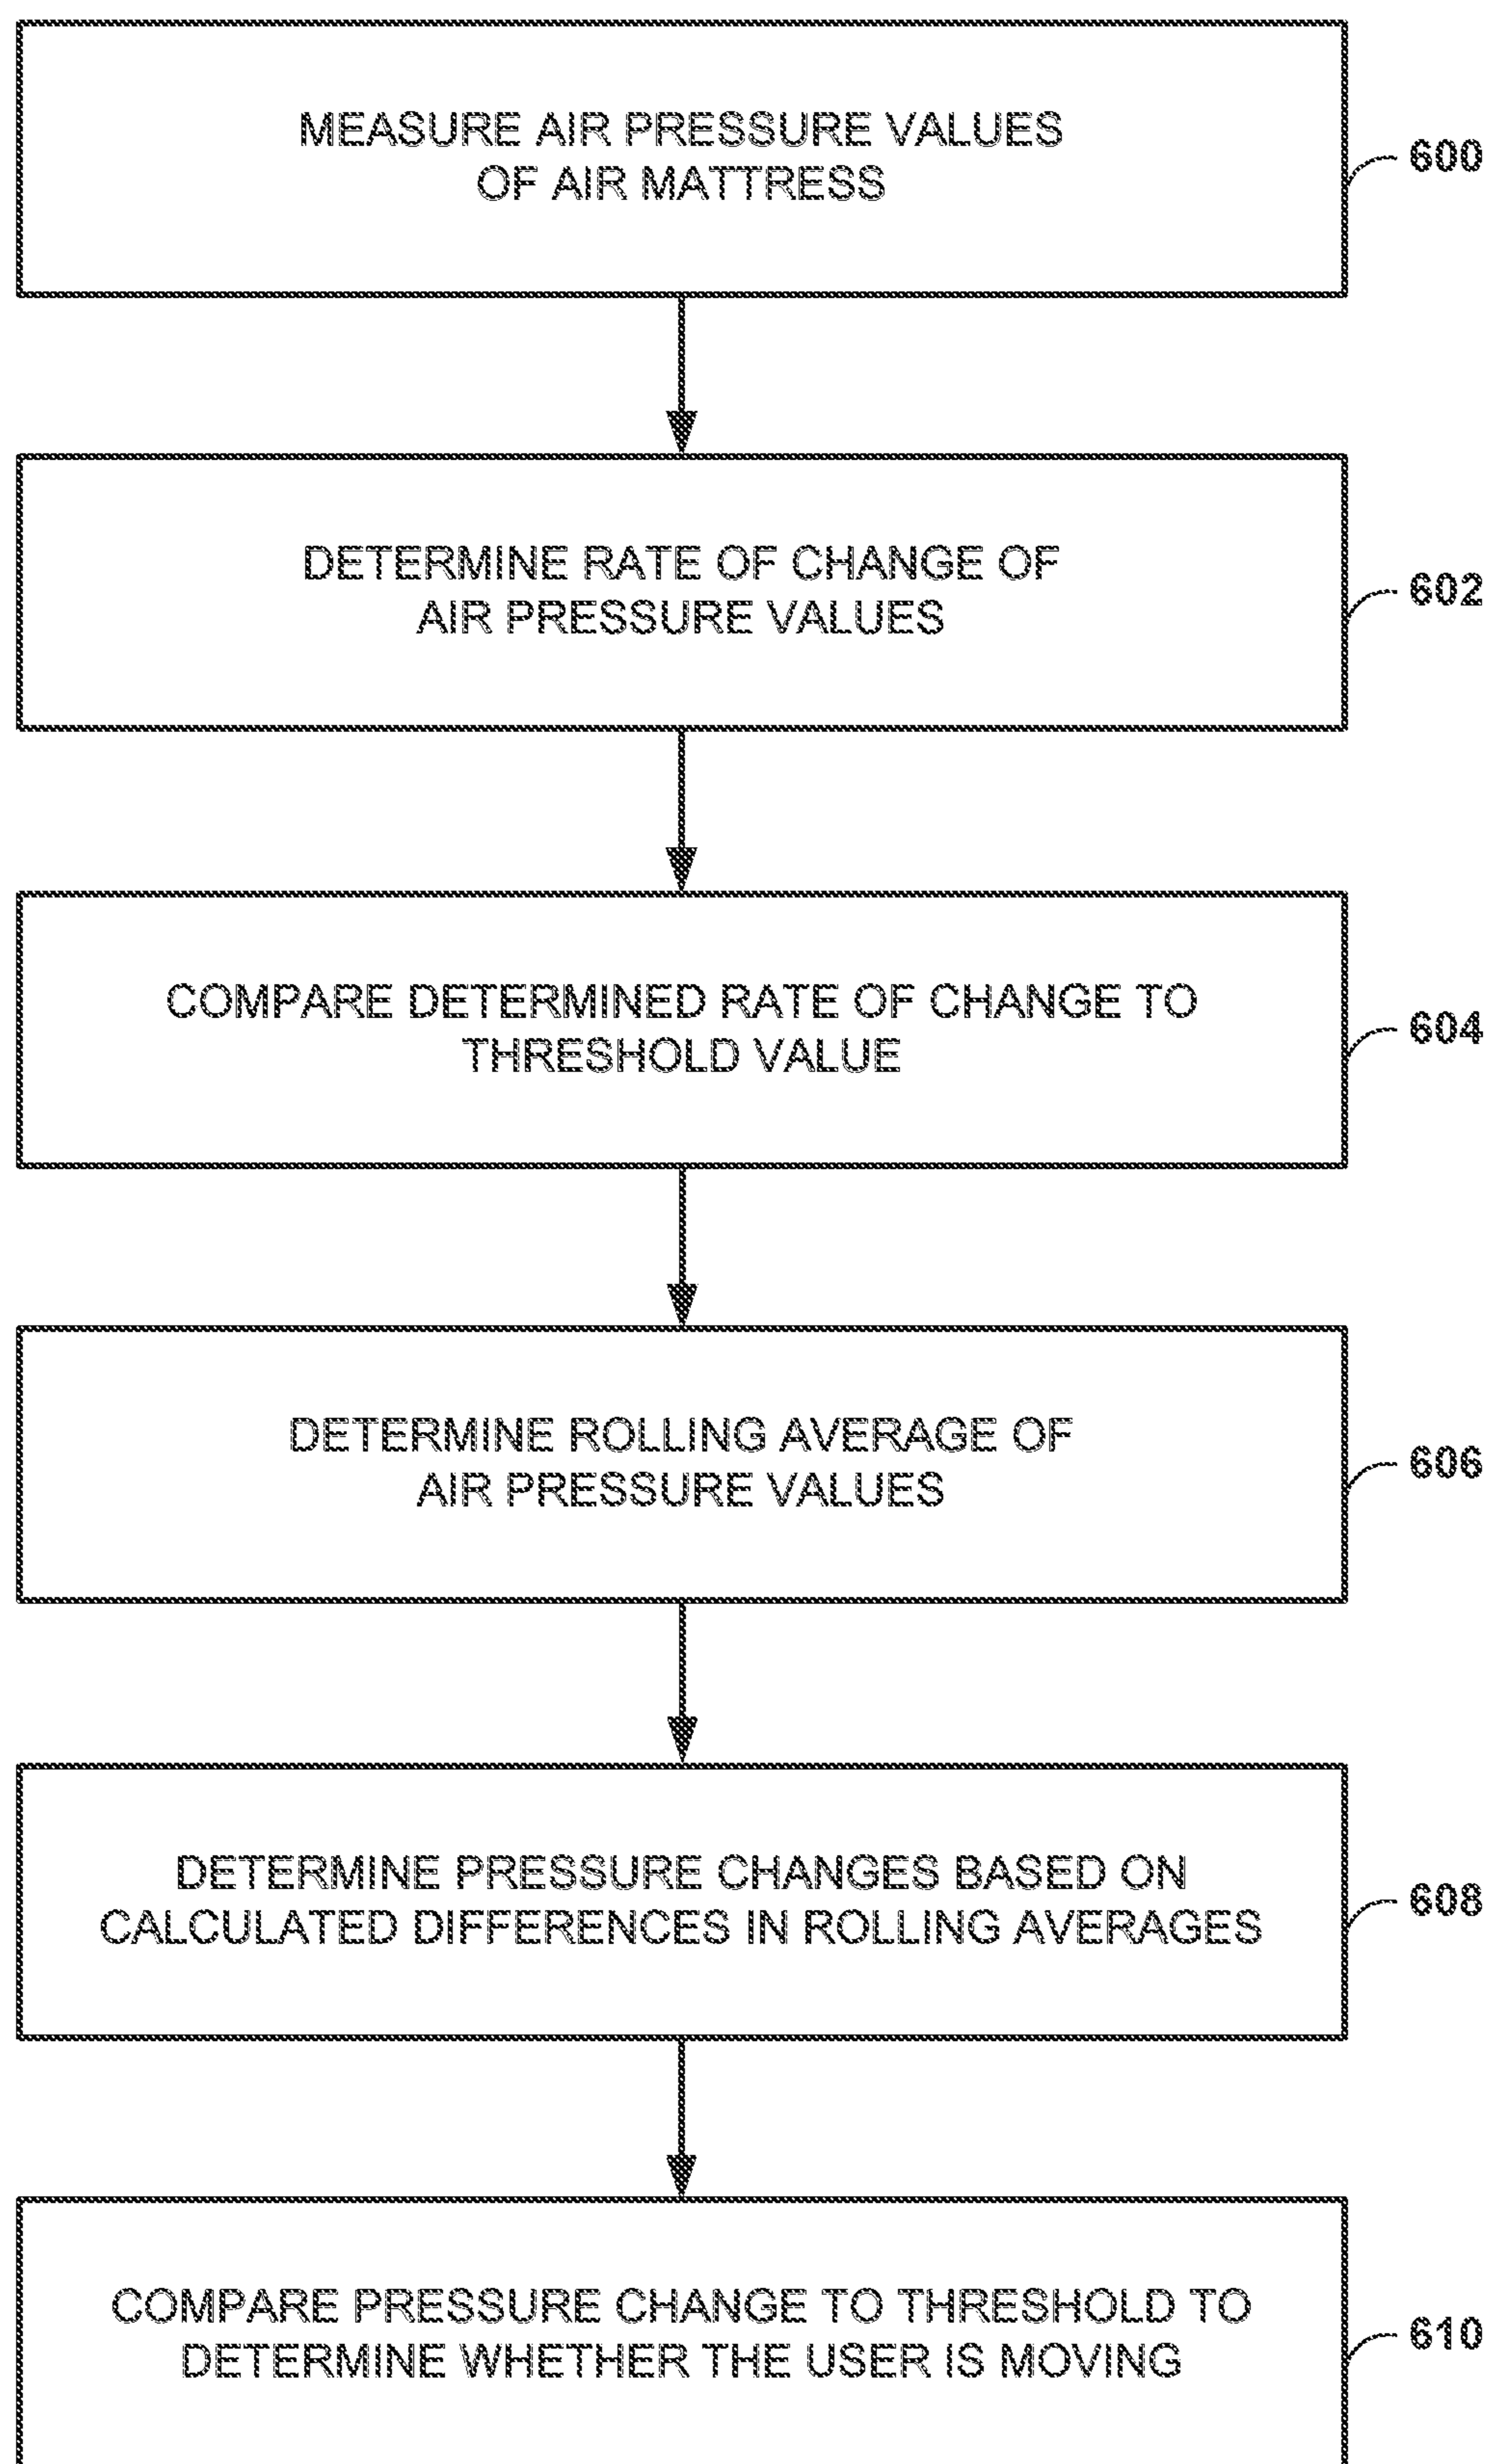 MEASURE AIR PRESSURE VALUES
OF AIR MATTRESS
600
DETERMINE RATE OF CHANGE OF
AIR PRESSURE VALUES
602
COMPARE DETERMINED RATE OF CHANGE TO
THRESHOLD VALUE
604
DETERMINE ROLLING AVERAGE OF
AIR PRESSURE VALUES
606
DETERMINE PRESSURE CHANGES BASED ON
CALCULATED DIFFERENCES IN ROLLING AVERAGES
608
COMPARE PRESSURE CHANGE TO THRESHOLD TO
DETERMINE WHETHER THE USER IS MOVING
610